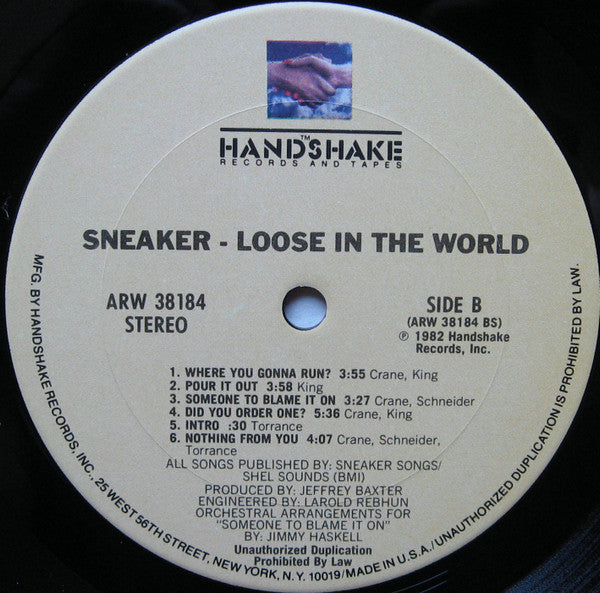 HANDSHAKE™
RECORDS AND TAPES
SNEAKER - LOOSE IN THE WORLD
ARW 38184
STEREO
SIDE B
(ARW 38184 BS)
℗ 1982 Handshake
Records, Inc.
1. WHERE YOU GONNA RUN? 3:55 Crane, King
2. POUR IT OUT 3:58 King
3. SOMEONE TO BLAME IT ON 3:27 Crane, Schneider
4. DID YOU ORDER ONE? 5:36 Crane, King
5. INTRO :30 Torrance
6. NOTHING FROM YOU 4:07 Crane, Schneider,
Torrance
ALL SONGS PUBLISHED BY: SNEAKER SONGS/
SHEL SOUNDS (BMI)
PRODUCED BY: JEFFREY BAXTER
ENGINEERED BY: LAROLD REBHUN
ORCHESTRAL ARRANGEMENTS FOR
"SOMEONE TO BLAME IT ON"
BY: JIMMY HASKELL
Unauthorized Duplication
Prohibited By Law
MFG. BY HANDSHAKE RECORDS, INC., 25 WEST 56TH STREET, NEW YORK, N.Y. 10019/MADE IN U.S.A./UNAUTHORIZED DUPLICATION IS PROHIBITED BY LAW.